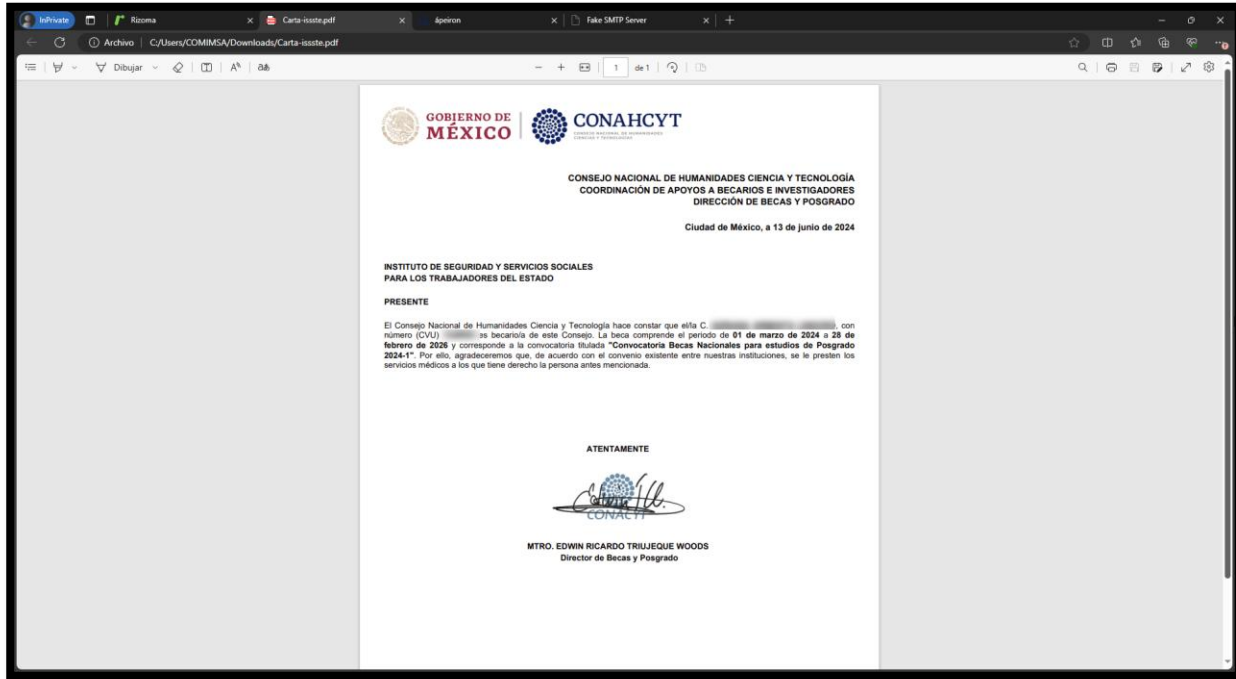 InPrivate
Rizoma
Carta-issste.pdf
ápeiron
Fake SMTP Server
Archivo
C:/Users/COMIMSA/Downloads/Carta-issste.pdf
Dibujar
1 de 1
GOBIERNO DE
MÉXICO
CONAHCYT
CONSEJO NACIONAL DE HUMANIDADES
CIENCIAS Y TECNOLOGÍAS
CONSEJO NACIONAL DE HUMANIDADES CIENCIA Y TECNOLOGÍA
COORDINACIÓN DE APOYOS A BECARIOS E INVESTIGADORES
DIRECCIÓN DE BECAS Y POSGRADO
Ciudad de México, a 13 de junio de 2024
INSTITUTO DE SEGURIDAD Y SERVICIOS SOCIALES
PARA LOS TRABAJADORES DEL ESTADO
PRESENTE
El Consejo Nacional de Humanidades Ciencia y Tecnología hace constar que el/la C. , con
número (CVU) es becario/a de este Consejo. La beca comprende el periodo de 01 de marzo de 2024 a 28 de
febrero de 2026 y corresponde a la convocatoria titulada "Convocatoria Becas Nacionales para estudios de Posgrado
2024-1". Por ello, agradeceremos que, de acuerdo con el convenio existente entre nuestras instituciones, se le presten los
servicios médicos a los que tiene derecho la persona antes mencionada.
ATENTAMENTE
CONACYT
MTRO. EDWIN RICARDO TRIUJEQUE WOODS
Director de Becas y Posgrado